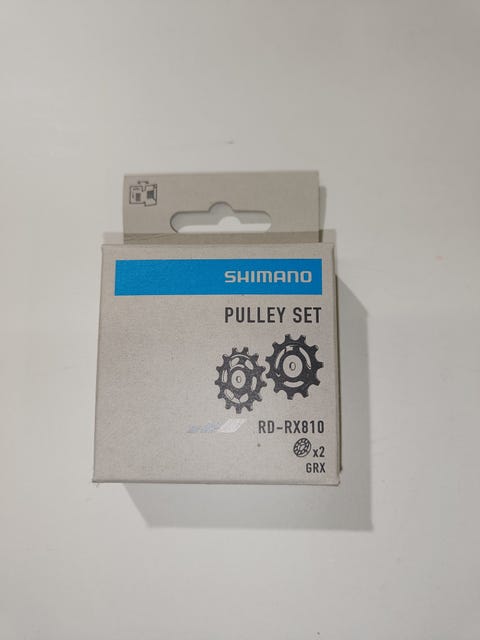 SHIMANO
PULLEY SET
RD-RX810
x2
GRX